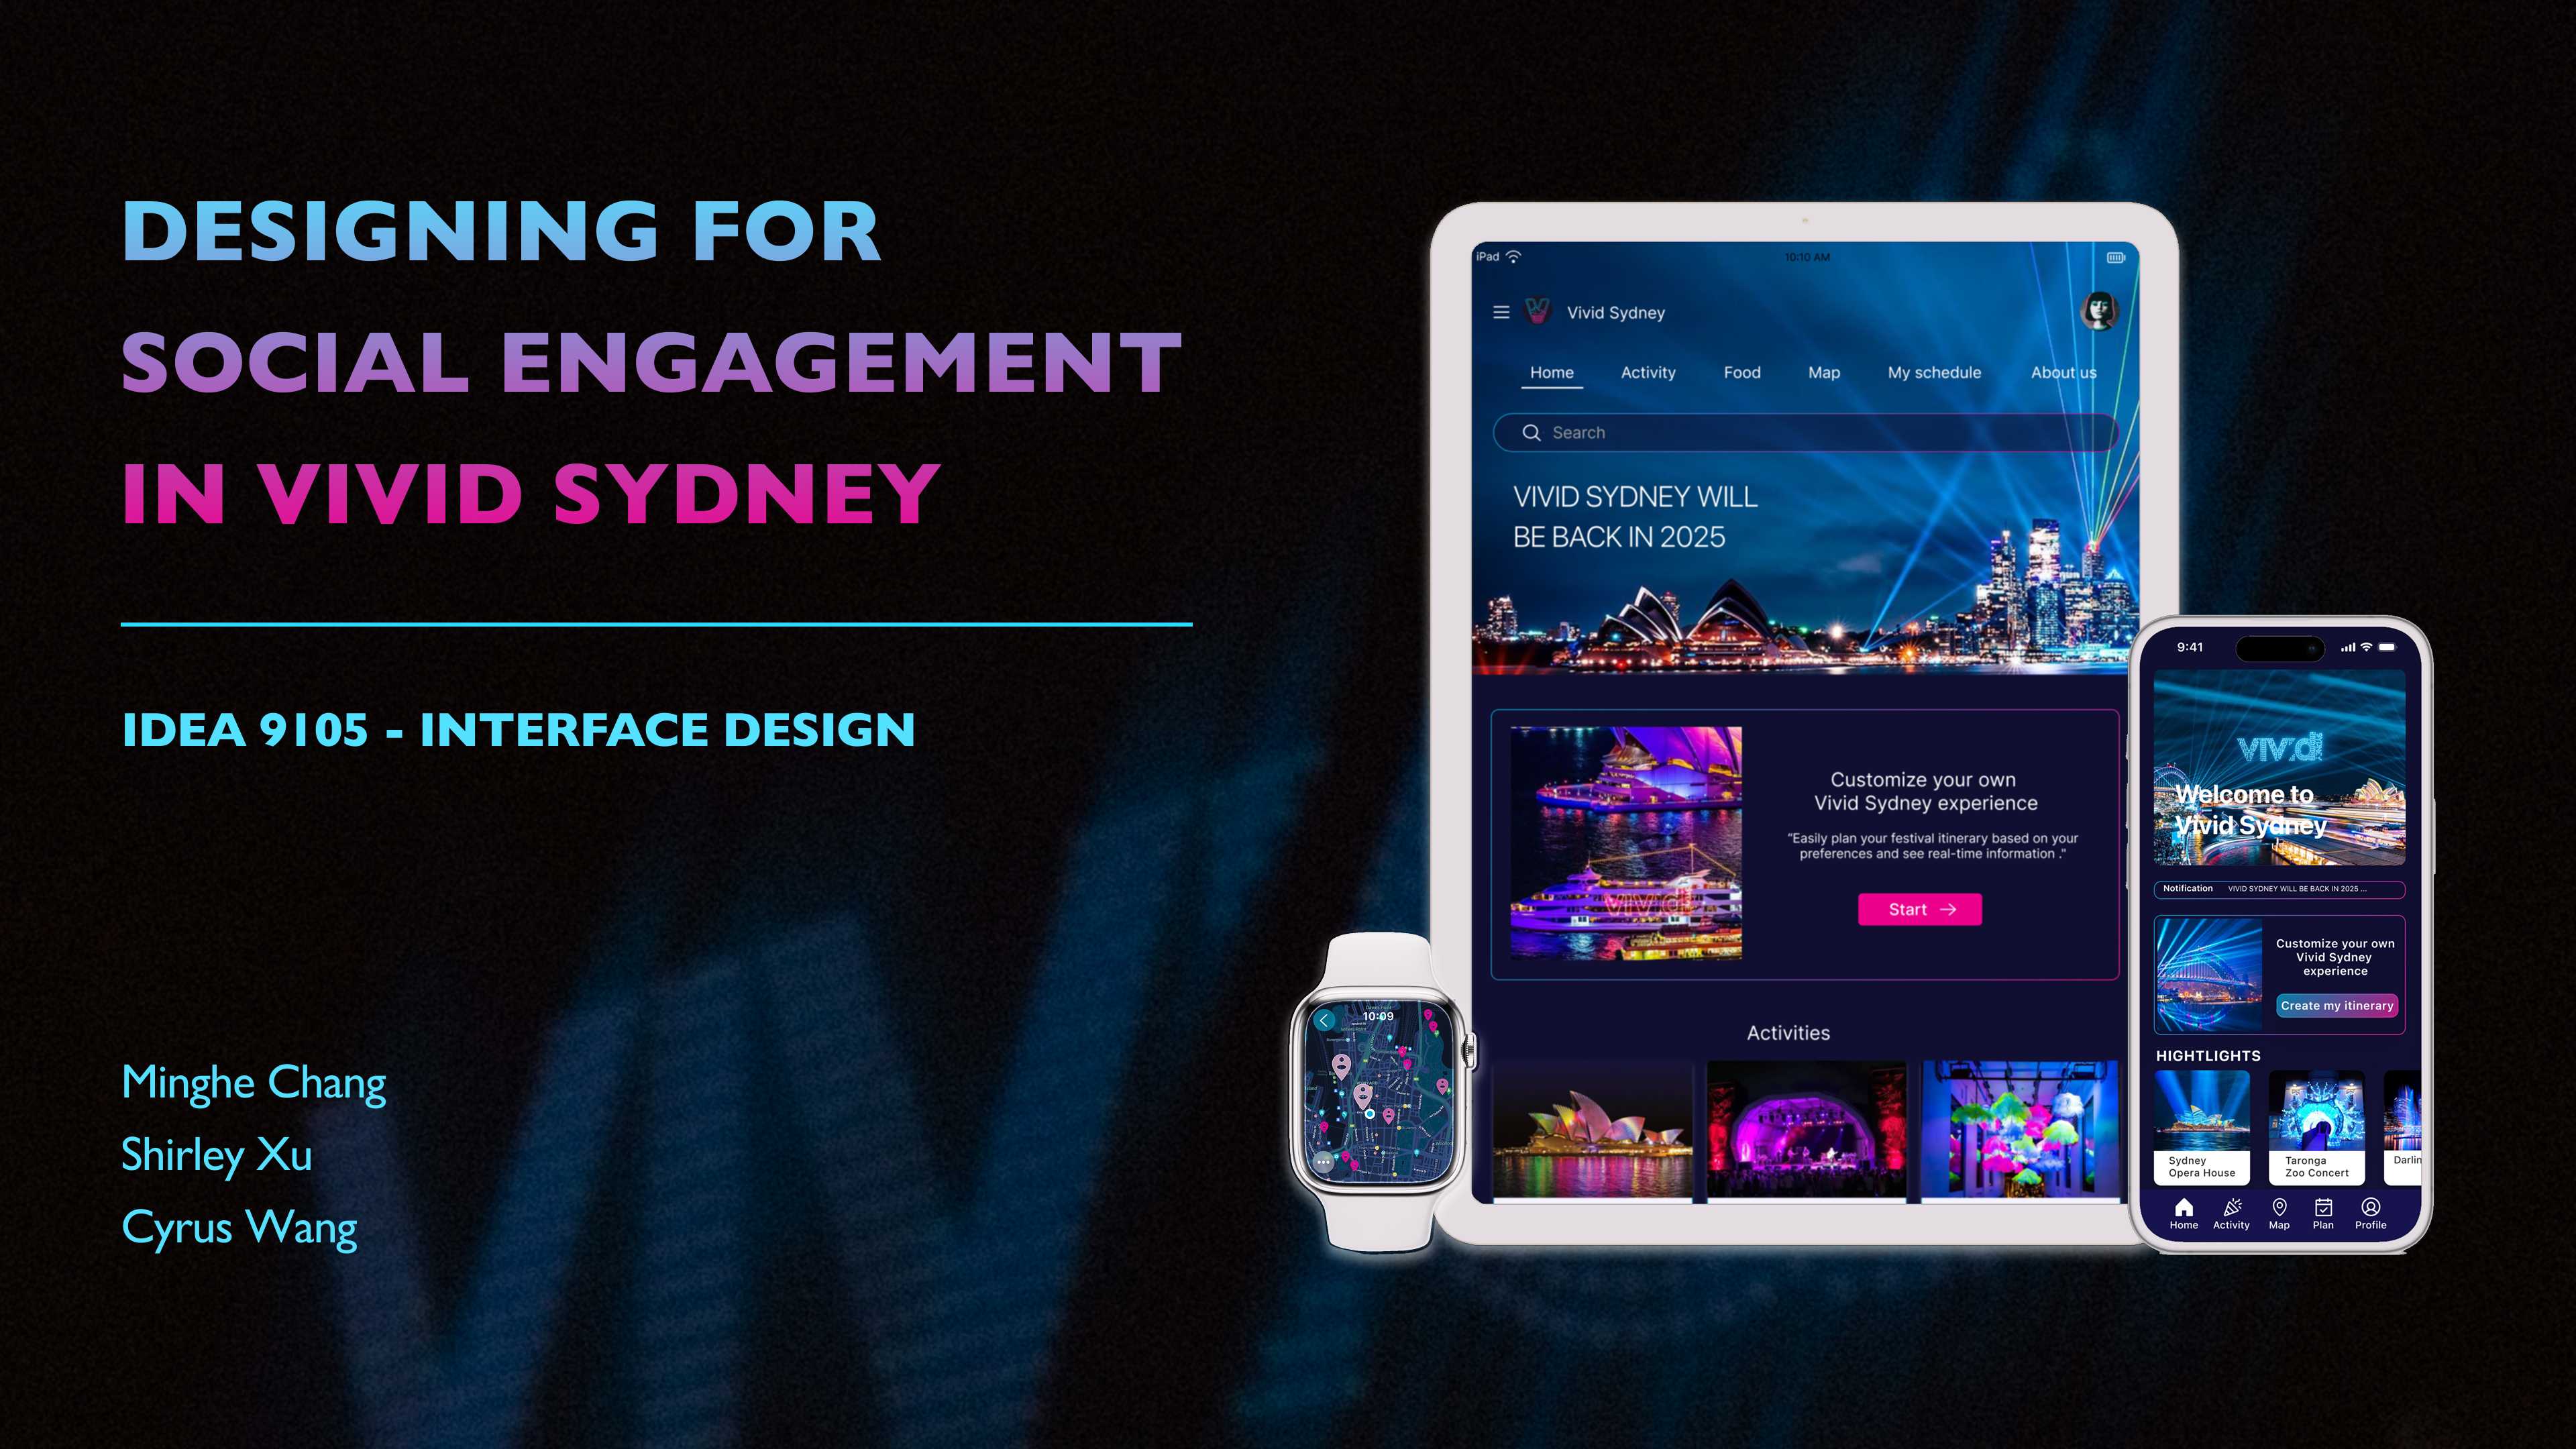 DESIGNING FOR
SOCIAL ENGAGEMENT
IN VIVID SYDNEY
IDEA 9105 - INTERFACE DESIGN
Minghe Chang
Shirley Xu
Cyrus Wang
iPad
10:10 AM
Vivid Sydney
Home Activity Food Map My schedule About us
Search
VIVID SYDNEY WILL
BE BACK IN 2025
Customize your own
Vivid Sydney experience
“Easily plan your festival itinerary based on your
preferences and see real-time information ."
Start
Activities
10:09
9:41
VIVID
SYDNEY
Welcome to
Vivid Sydney
Notification VIVID SYDNEY WILL BE BACK IN 2025 ...
Customize your own
Vivid Sydney
experience
Create my itinerary
HIGHTLIGHTS
Sydney
Opera House
Taronga
Zoo Concert
Darlin
Home Activity Map Plan Profile